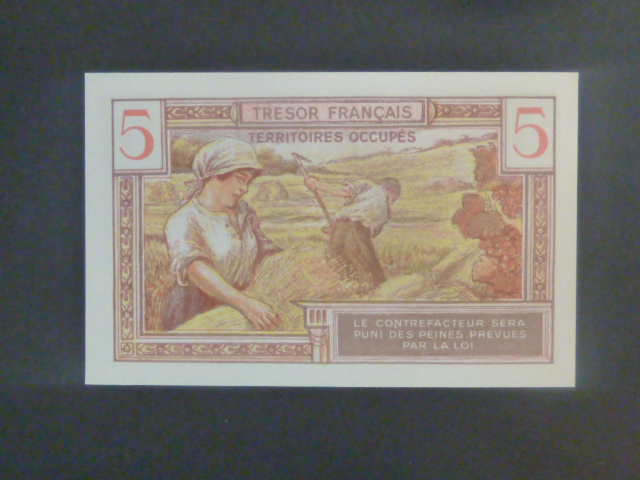 5 TRESOR FRANÇAIS 5
TERRITOIRES OCCUPÉS
LE CONTREFACTEUR SERA
PUNI DES PEINES PREVUES
PAR LA LOI